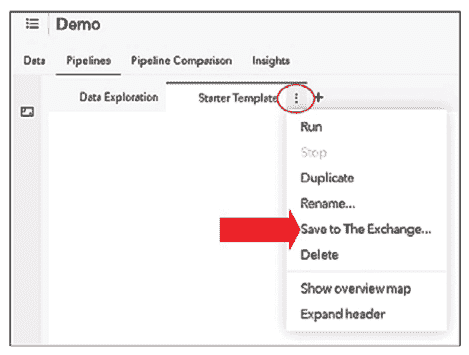 Demo
Data Pipelines Pipeline Comparison Insights
Data Exploration Starter Template
Run
Stop
Duplicate
Rename...
Save to The Exchange...
Delete
Show overview map
Expand header